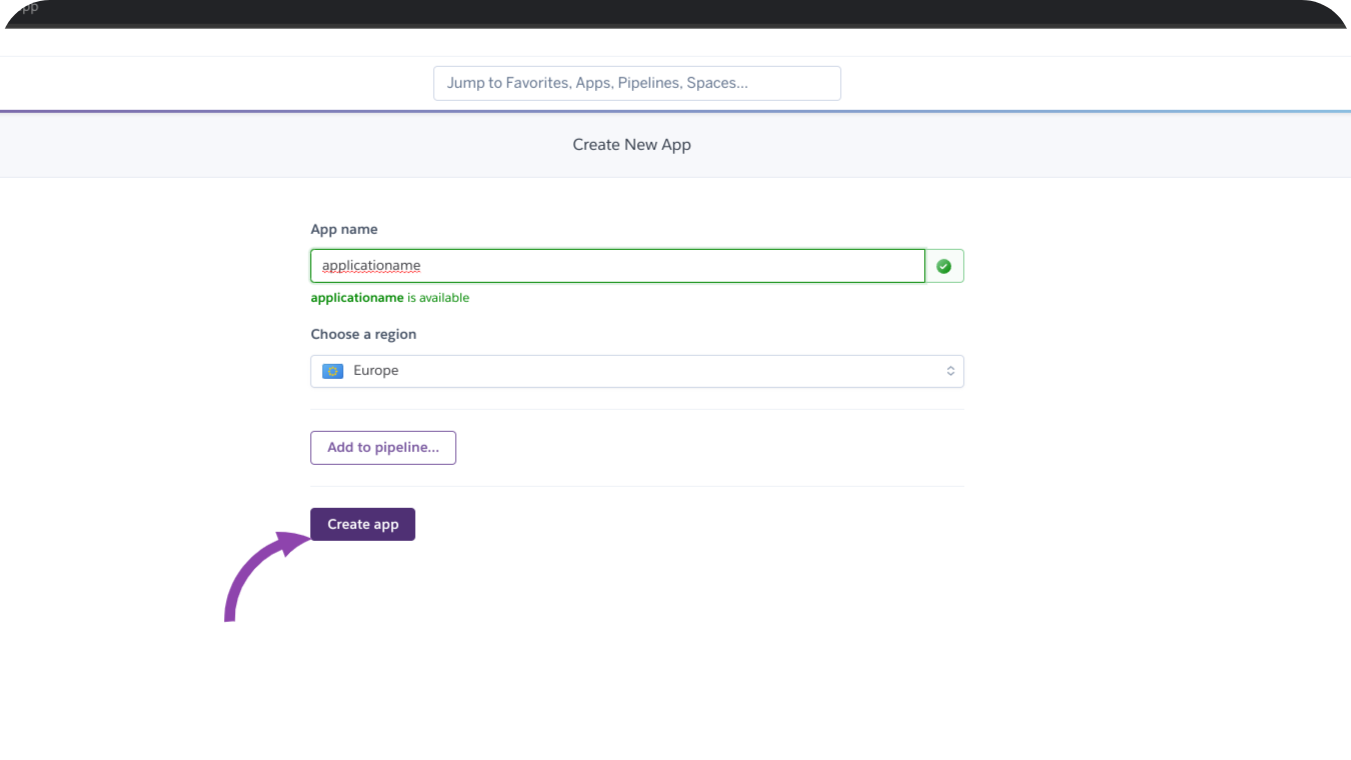 Jump to Favorites, Apps, Pipelines, Spaces...
Create New App
App name
applicationame
applicationame is available
Choose a region
Europe
Add to pipeline...
Create app